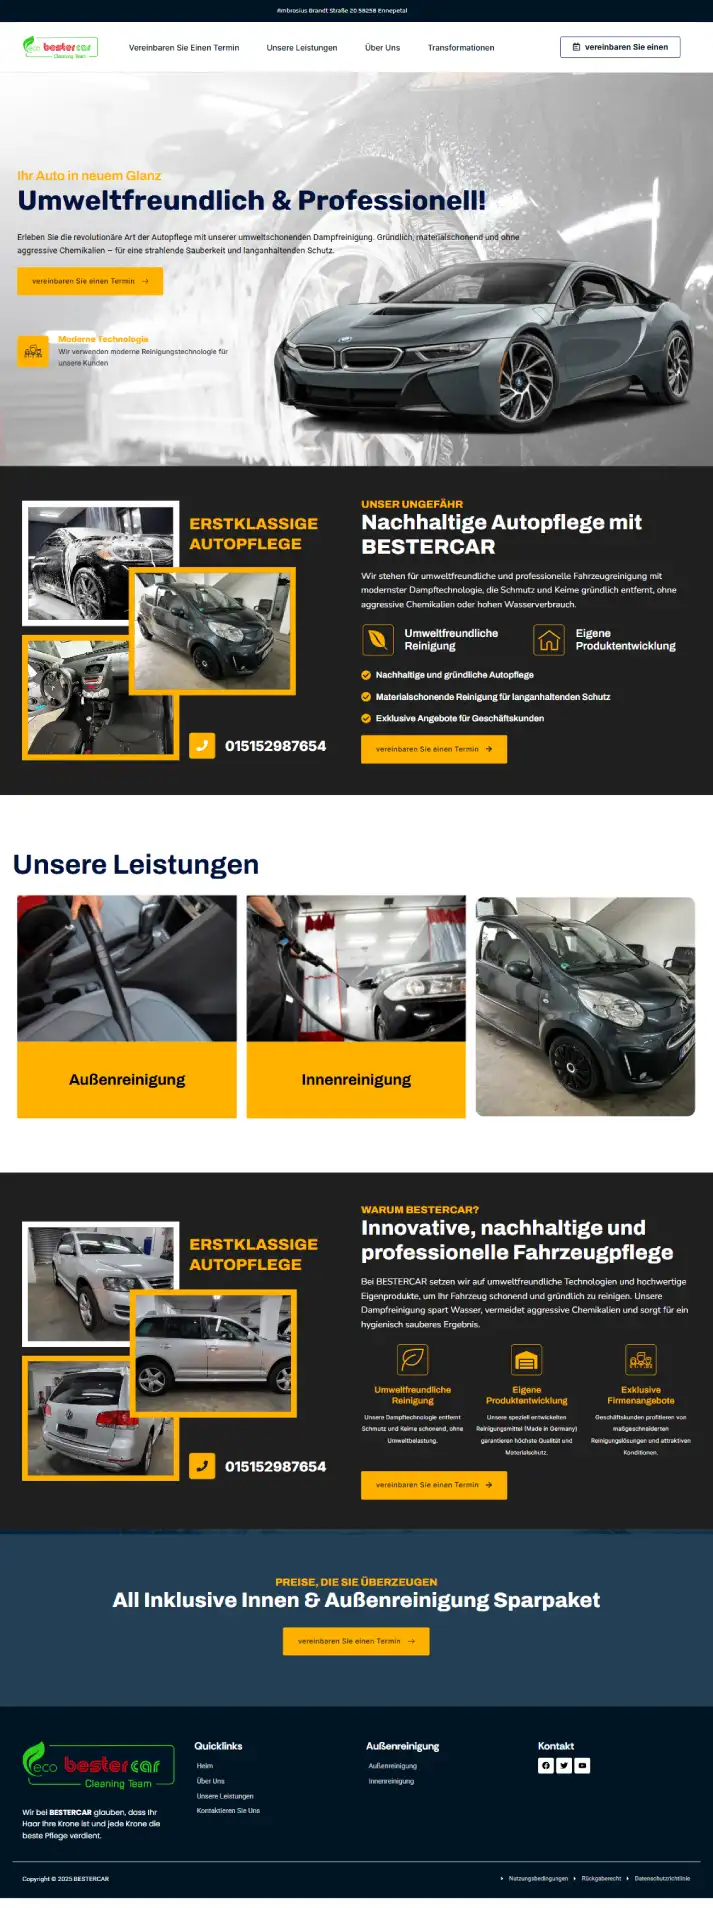 Ambrosius Brandt Straße 20 58256 Ennepetal
eco bestercar
Cleaning Team
Vereinbaren Sie Einen Termin
Unsere Leistungen
Über Uns
Transformationen
vereinbaren Sie einen
Ihr Auto in neuem Glanz
Umweltfreundlich & Professionell!
Erleben Sie die revolutionäre Art der Autopflege mit unserer umweltschonenden Dampfreinigung. Gründlich, materialschonend und ohne
aggressive Chemikalien – für eine strahlende Sauberkeit und langanhaltenden Schutz.
vereinbaren Sie einen Termin
Moderne Technologie
Wir verwenden moderne Reinigungstechnologie für
unsere Kunden
ERSTKLASSIGE
AUTOPFLEGE
015152987654
UNSER UNGEFÄHR
Nachhaltige Autopflege mit
BESTERCAR
Wir stehen für umweltfreundliche und professionelle Fahrzeugreinigung mit
modernster Dampftechnologie, die Schmutz und Keime gründlich entfernt, ohne
aggressive Chemikalien oder hohen Wasserverbrauch.
Umweltfreundliche
Reinigung
Eigene
Produktentwicklung
Nachhaltige und gründliche Autopflege
Materialschonende Reinigung für langanhaltenden Schutz
Exklusive Angebote für Geschäftskunden
vereinbaren Sie einen Termin
Unsere Leistungen
Außenreinigung
Innenreinigung
ERSTKLASSIGE
AUTOPFLEGE
015152987654
WARUM BESTERCAR?
Innovative, nachhaltige und
professionelle Fahrzeugpflege
Bei BESTERCAR setzen wir auf umweltfreundliche Technologien und hochwertige
Eigenprodukte, um Ihr Fahrzeug schonend und gründlich zu reinigen. Unsere
Dampfreinigung spart Wasser, vermeidet aggressive Chemikalien und sorgt für ein
hygienisch sauberes Ergebnis.
Umweltfreundliche
Reinigung
Unsere Dampftechnologie entfernt
Schmutz und Keime schonend, ohne
Umweltbelastung.
Eigene
Produktentwicklung
Unsere speziell entwickelten
Reinigungsmittel (Made in Germany)
garantieren höchste Qualität und
Materialschutz.
Exklusive
Firmenangebote
Geschäftskunden profitieren von
maßgeschneiderten
Reinigungslösungen und attraktiven
Konditionen.
vereinbaren Sie einen Termin
PREISE, DIE SIE ÜBERZEUGEN
All Inklusive Innen & Außenreinigung Sparpaket
vereinbaren Sie einen Termin
eco bestercar
Cleaning Team
Wir bei BESTERCAR glauben, dass Ihr
Haar Ihre Krone ist und jede Krone die
beste Pflege verdient.
Quicklinks
Heim
Über Uns
Unsere Leistungen
Kontaktieren Sie Uns
Außenreinigung
Außenreinigung
Innenreinigung
Kontakt
Copyright © 2025 BESTERCAR
Nutzungsbedingungen
Rückgaberecht
Datenschutzrichtlinie